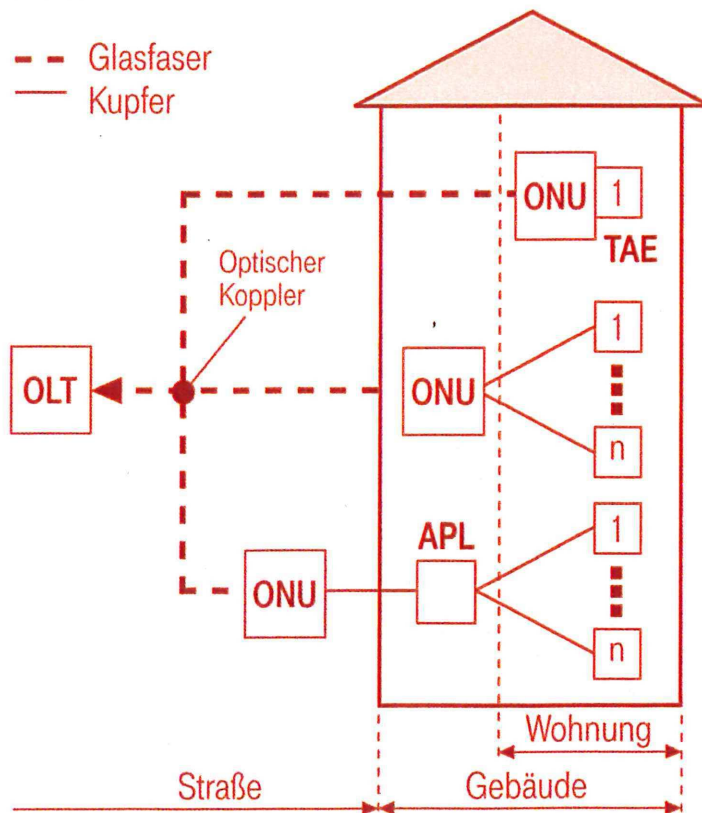 Glasfaser
Kupfer
ONU 1
TAE
Optischer
Koppler
1
OLT
ONU
n
APL
1
ONU
n
Wohnung
Straße
Gebäude